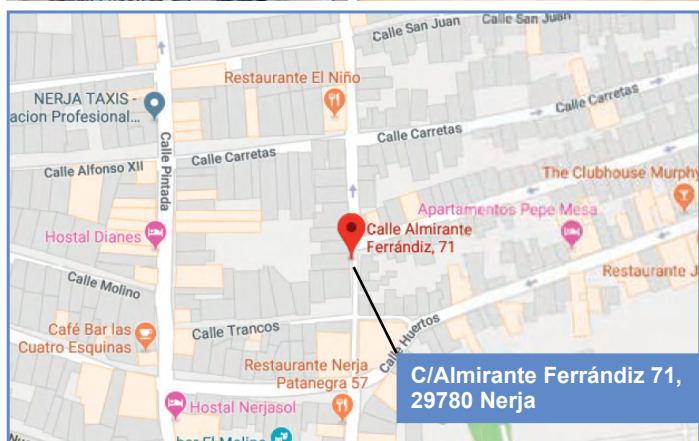 Calle San Juan
Calle San Juan
Restaurante El Niño
NERJA TAXIS -
acion Profesional...
Calle Carretas
Calle Pintada
Calle Carretas
Calle Alfonso XII
The Clubhouse Murphy
Apartamentos Pepe Mesa
Calle Almirante
Ferrándiz, 71
Hostal Dianes
Restaurante J
Calle Molino
Calle Trancos
Calle Huertos
Café Bar las
Cuatro Esquinas
Restaurante Nerja
Patanegra 57
C/Almirante Ferrándiz 71,
29780 Nerja
Hostal Nerjasol
bar El Molino